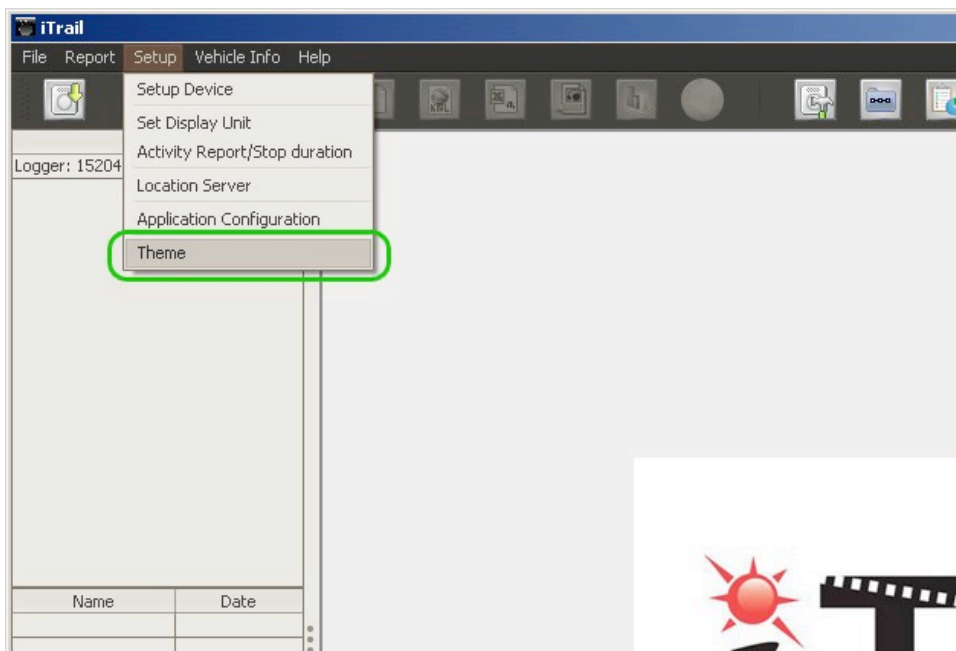 iTrail
File Report Setup Vehicle Info Help
Setup Device
Set Display Unit
Activity Report/Stop duration
Logger: 15204
Location Server
Application Configuration
Theme
Name Date
iT